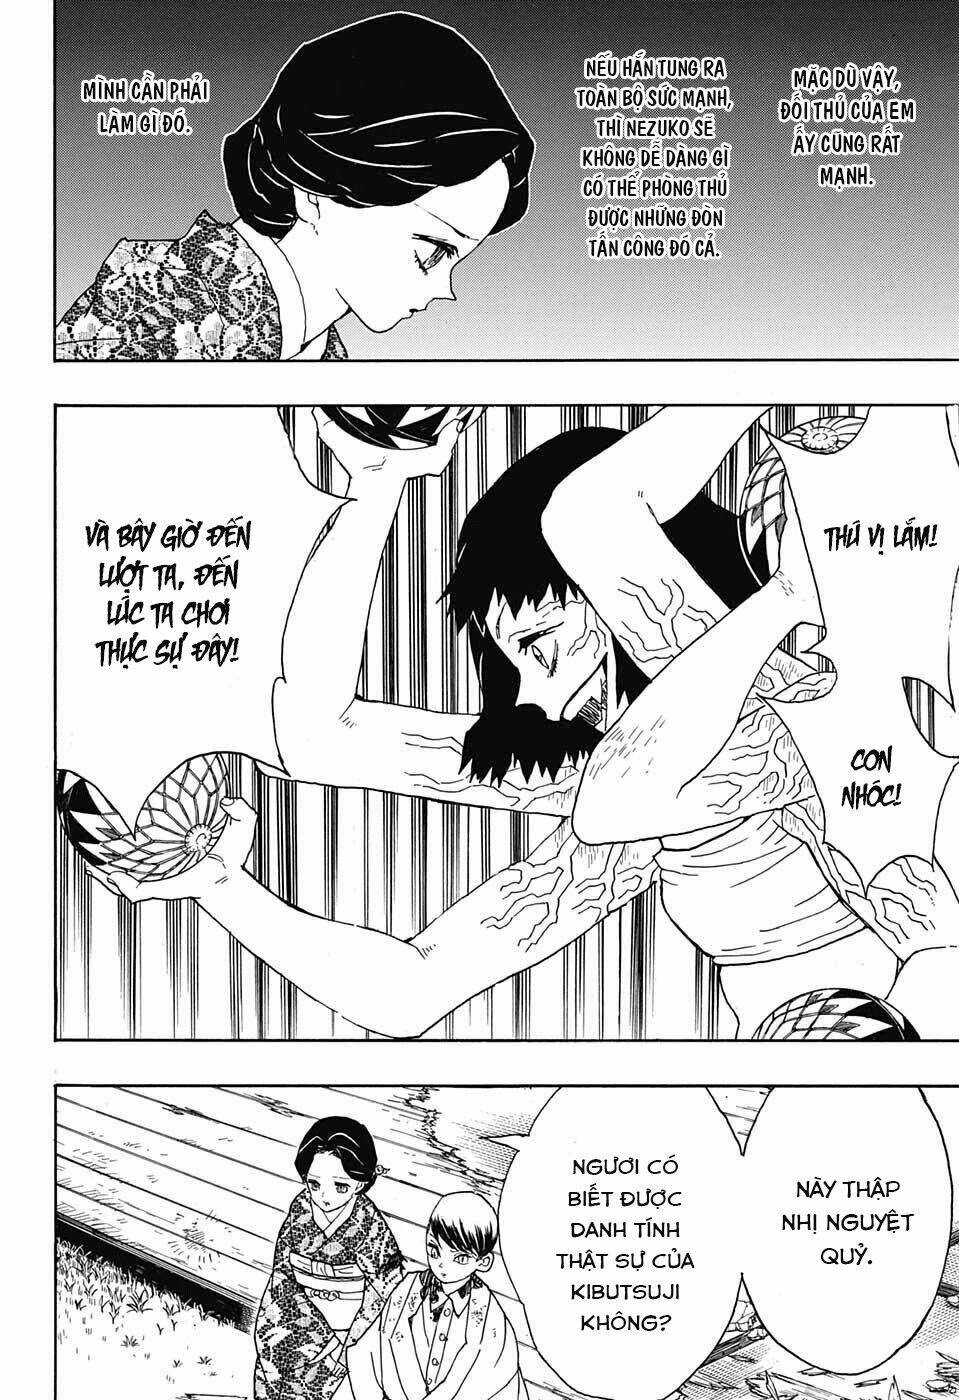 MẶC DÙ VẬY,
ĐỐI THỦ CỦA EM
ẤY CŨNG RẤT
MẠNH.
NẾU HẮN TUNG RA
TOÀN BỘ SỨC MẠNH,
THÌ NEZUKO SẼ
KHÔNG DỄ DÀNG GÌ
CÓ THỂ PHÒNG THỦ
ĐƯỢC NHỮNG ĐÒN
TẤN CÔNG ĐÓ CẢ.
MÌNH CẦN PHẢI
LÀM GÌ ĐÓ.
THÚ VỊ LẮM!
CON
NHÓC!
VÀ BÂY GIỜ ĐẾN
LƯỢT TA, ĐẾN
LÚC TA CHƠI
THỰC SỰ ĐÂY!
NÀY THẬP
NHỊ NGUYỆT
QUỶ.
NGƯƠI CÓ
BIẾT ĐƯỢC
DANH TÍNH
THẬT SỰ CỦA
KIBUTSUJI
KHÔNG?